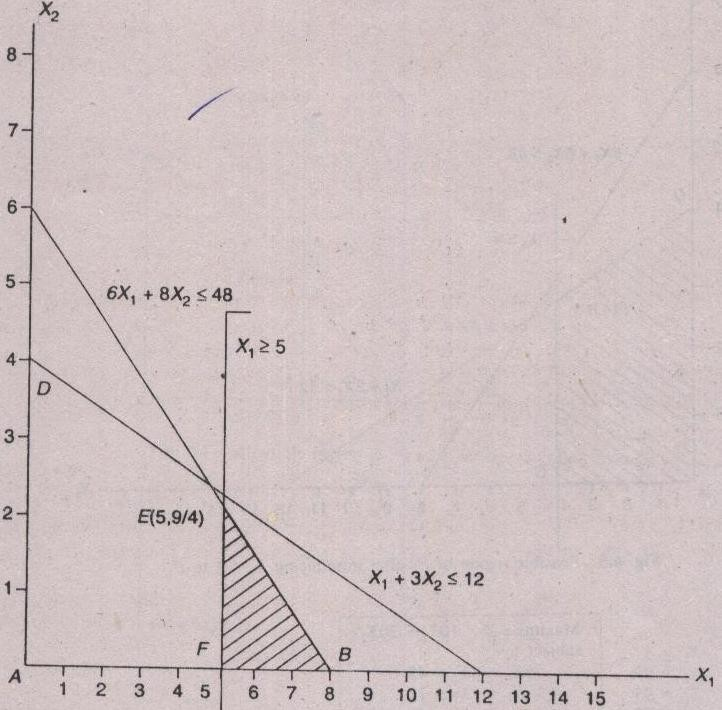 X₂
8
7
6
5
6X₁ + 8X₂ ≤ 48
X₁ ≥ 5
4
D
3
2
E(5,9/4)
1
X₁ + 3X₂ ≤ 12
F
B
A
1 2 3 4 5 6 7 8 9 10 11 12 13 14 15
X₁